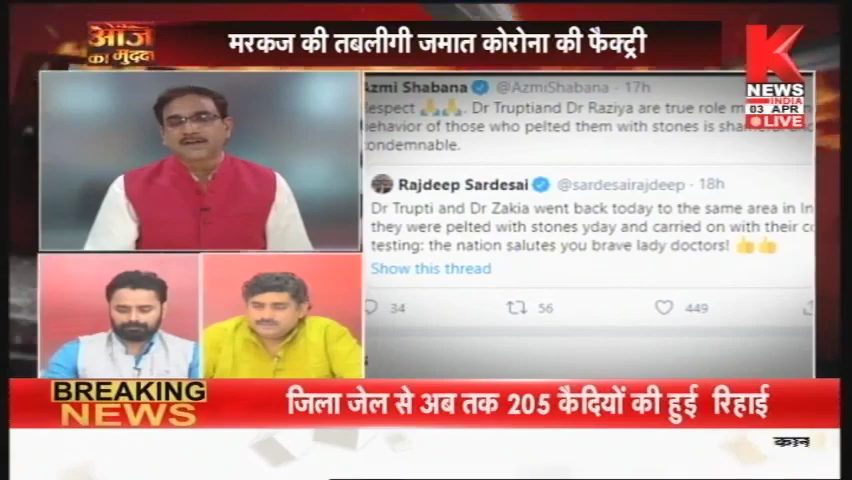 आज
का मुद्दा
मरकज की तबलीगी जमात कोरोना की फैक्ट्री
K
NEWS
INDIA
03 APR
LIVE
Azmi Shabana @AzmiShabana · 17h
Respect 🙏🙏. Dr Truptiand Dr Raziya are true role
behavior of those who pelted them with stones is
condemnable.
Rajdeep Sardesai @sardesairajdeep · 18h
Dr Trupti and Dr Zakia went back today to the same area in
they were pelted with stones yday and carried on with their
testing: the nation salutes you brave lady doctors! 👍👍
Show this thread
34 56 449
BREAKING
NEWS
जिला जेल से अब तक 205 कैदियों की हुई रिहाई